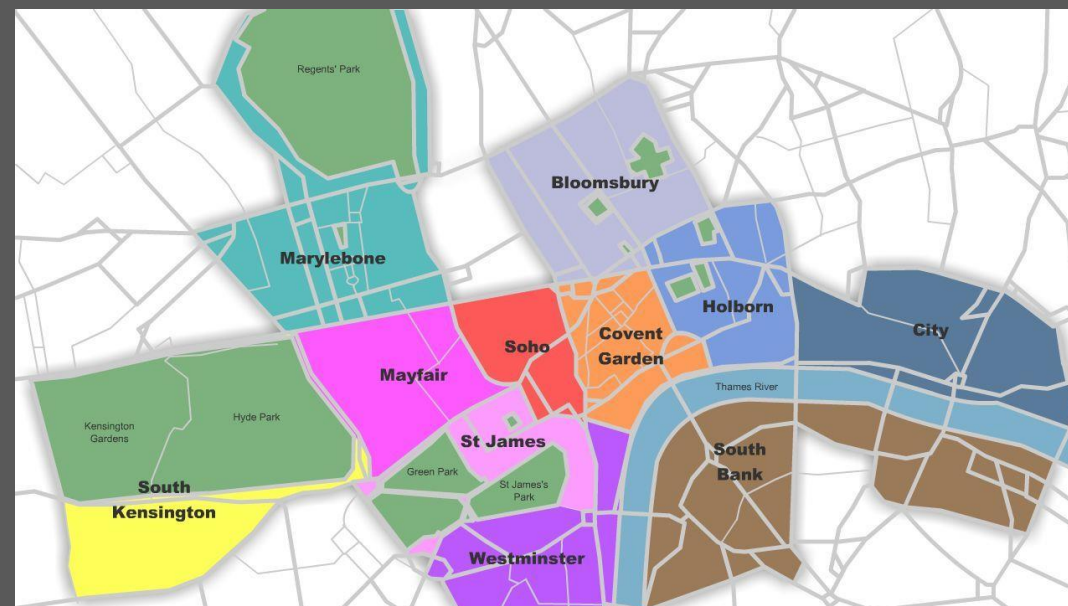 Regents' Park
Bloomsbury
Marylebone
Holborn
City
Covent
Garden
Soho
Mayfair
Thames River
Hyde Park
Kensington
Gardens
St James
South
Bank
Green Park
St James's
Park
South
Kensington
Westminster